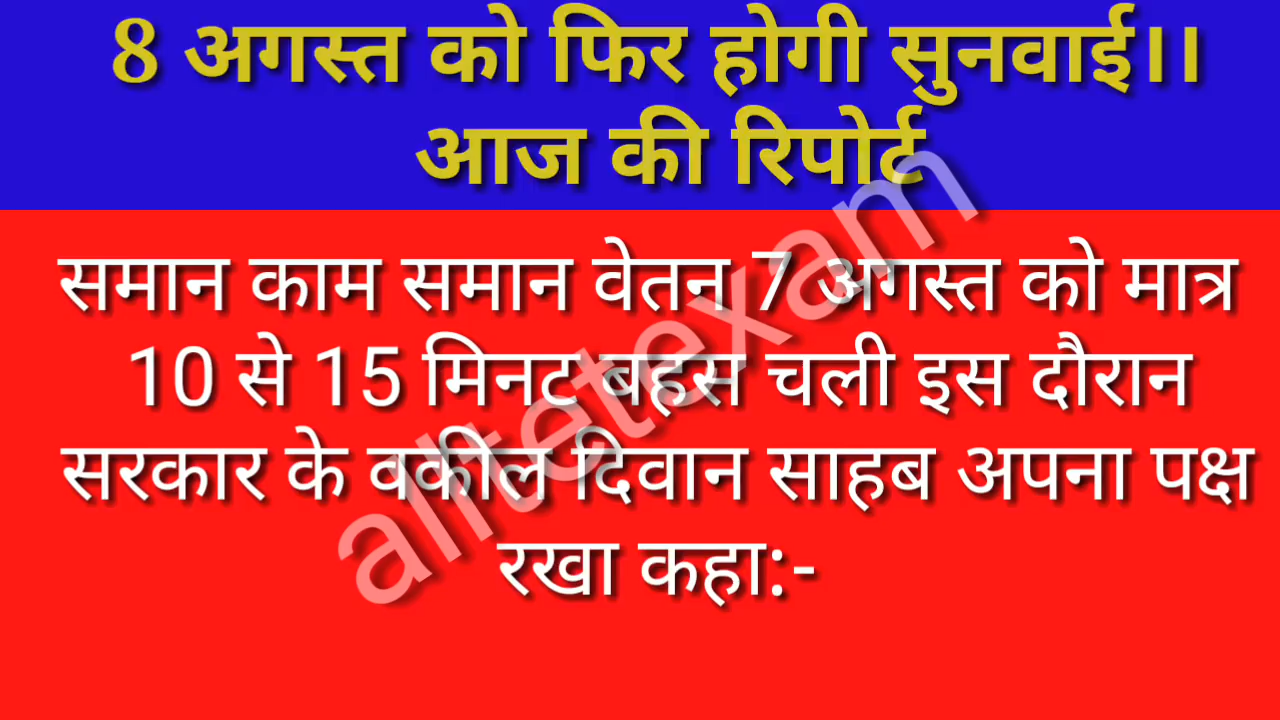 8 अगस्त को फिर होगी सुनवाई।।
आज की रिपोर्ट
समान काम समान वेतन 7 अगस्त को मात्र
10 से 15 मिनट बहस चली इस दौरान
सरकार के वकील दिवान साहब अपना पक्ष
रखा कहा:-
alltetexam